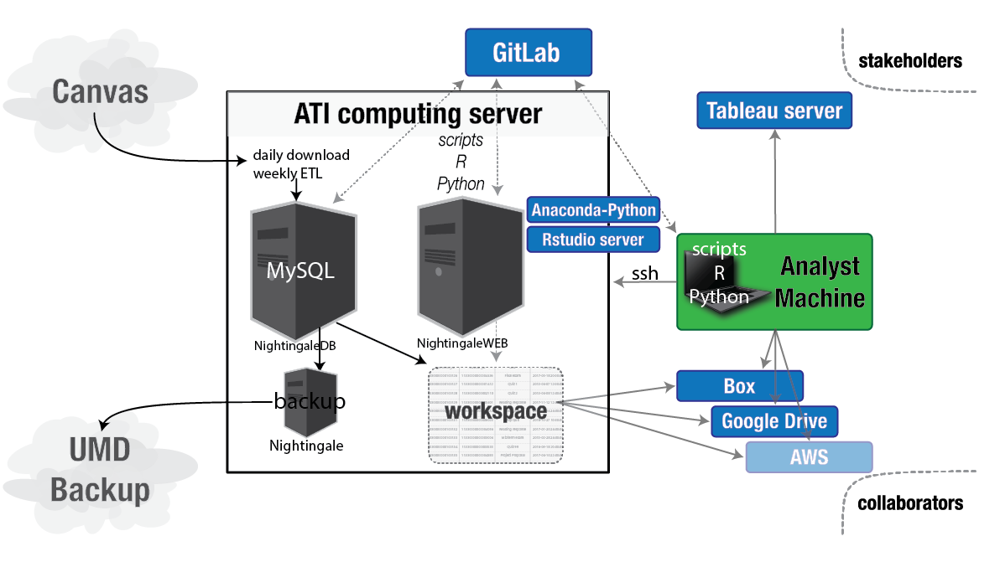 GitLab
stakeholders
Canvas
ATI computing server
Tableau server
scripts
R
Python
daily download
weekly ETL
Anaconda-Python
Rstudio server
MySQL
ssh
scripts
R
Python
Analyst
Machine
NightingaleDB
NightingaleWEB
backup
Nightingale
workspace
Box
Google Drive
AWS
UMD
Backup
collaborators